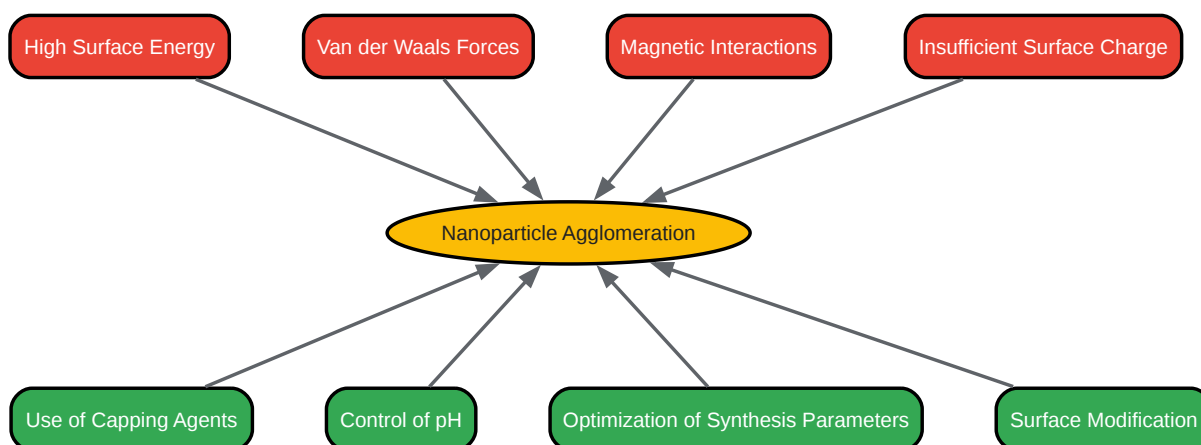 High Surface Energy
Van der Waals Forces
Magnetic Interactions
Insufficient Surface Charge
Nanoparticle Agglomeration
Use of Capping Agents
Control of pH
Optimization of Synthesis Parameters
Surface Modification